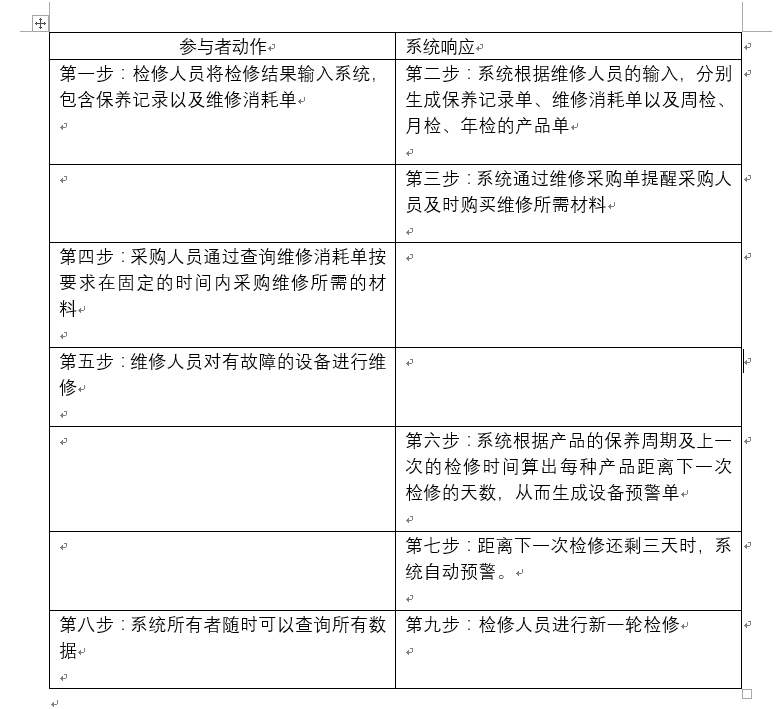 参与者动作
系统响应
第一步：检修人员将检修结果输入系统，
包含保养记录以及维修消耗单
第二步：系统根据维修人员的输入，分别
生成保养记录单、维修消耗单以及周检、
月检、年检的产品单
第三步：系统通过维修采购单提醒采购人
员及时购买维修所需材料
第四步：采购人员通过查询维修消耗单按
要求在固定的时间内采购维修所需的材
料
第五步：维修人员对有故障的设备进行维
修
第六步：系统根据产品的保养周期及上一
次的检修时间算出每种产品距离下一次
检修的天数，从而生成设备预警单
第七步：距离下一次检修还剩三天时，系
统自动预警。
第八步：系统所有者随时可以查询所有数
据
第九步：检修人员进行新一轮检修